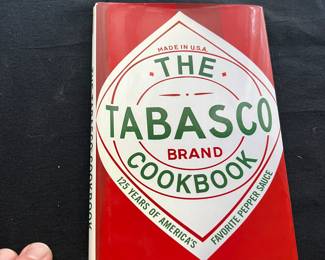 MADE IN U.S.A.
THE
TABASCO
BRAND
COOKBOOK
125 YEARS OF AMERICA'S
FAVORITE PEPPER SAUCE